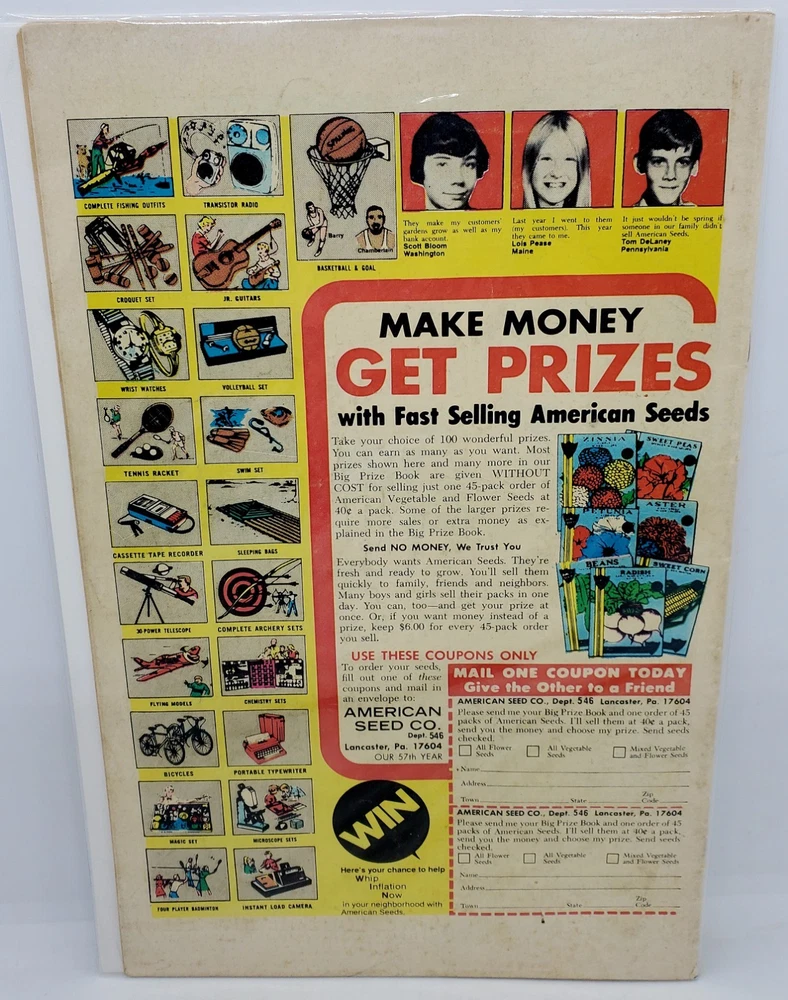 COMPLETE FISHING OUTFITS
TRANSISTOR RADIO
SPALDING
Barry
Chamberlain
BASKETBALL & GOAL
CROQUET SET
JR. GUITARS
WRIST WATCHES
VOLLEYBALL SET
TENNIS RACKET
SWIM SET
CASSETTE TAPE RECORDER
SLEEPING BAGS
30-POWER TELESCOPE
COMPLETE ARCHERY SETS
FLYING MODELS
CHEMISTRY SETS
BICYCLES
PORTABLE TYPEWRITER
MAGIC SET
MICROSCOPE SETS
FOUR PLAYER BADMINTON
INSTANT LOAD CAMERA
They make my customers'
gardens grow as well as my
bank account.
Scott Bloom
Washington
Last year I went to them
(my customers). This year
they came to me.
Lois Pease
Maine
It just wouldn't be spring if
someone in our family didn't
sell American Seeds.
Tom DeLaney
Pennsylvania
MAKE MONEY
GET PRIZES
with Fast Selling American Seeds
Take your choice of 100 wonderful prizes.
You can earn as many as you want. Most
prizes shown here and many more in our
Big Prize Book are given WITHOUT
COST for selling just one 45-pack order of
American Vegetable and Flower Seeds at
40¢ a pack. Some of the larger prizes re-
quire more sales or extra money as ex-
plained in the Big Prize Book.
Send NO MONEY, We Trust You
Everybody wants American Seeds. They're
fresh and ready to grow. You'll sell them
quickly to family, friends and neighbors.
Many boys and girls sell their packs in one
day. You can, too—and get your prize at
once. Or, if you want money instead of a
prize, keep $6.00 for every 45-pack order
you sell.
ZINNIA
SWEET PEAS
PETUNIA
ASTER
BEANS
RADISH
SWEET CORN
USE THESE COUPONS ONLY
To order your seeds,
fill out one of these
coupons and mail in
an envelope to:
AMERICAN
SEED CO.
Dept. 546
Lancaster, Pa. 17604
OUR 57th YEAR
WIN
Here's your chance to help
Whip
Inflation
Now
in your neighborhood with
American Seeds.
MAIL ONE COUPON TODAY
Give the Other to a Friend
AMERICAN SEED CO., Dept. 546 Lancaster, Pa. 17604
Please send me your Big Prize Book and one order of 45
packs of American Seeds. I'll sell them at 40¢ a pack,
send you the money and choose my prize. Send seeds
checked.
All Flower Seeds
All Vegetable Seeds
Mixed Vegetable and Flower Seeds
Name
Address
Town State Zip Code
AMERICAN SEED CO., Dept. 546 Lancaster, Pa. 17604
Please send me your Big Prize Book and one order of 45
packs of American Seeds. I'll sell them at 40¢ a pack,
send you the money and choose my prize. Send seeds
checked.
All Flower Seeds
All Vegetable Seeds
Mixed Vegetable and Flower Seeds
Name
Address
Town State Zip Code